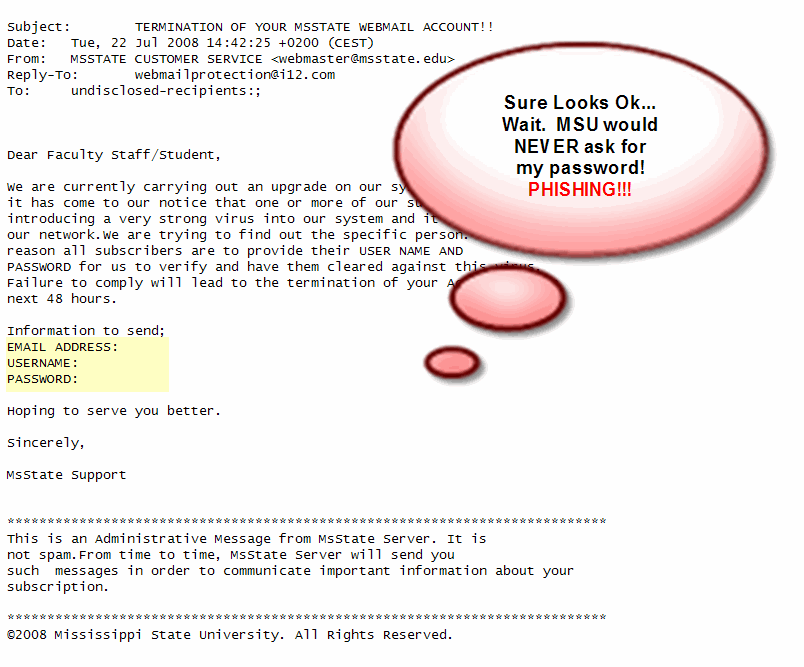 Subject: TERMINATION OF YOUR MSSTATE WEBMAIL ACCOUNT!!
Date: Tue, 22 Jul 2008 14:42:25 +0200 (CEST)
From: MSSTATE CUSTOMER SERVICE <webmaster@msstate.edu>
Reply-To: webmailprotection@i12.com
To: undisclosed-recipients:;
Sure Looks Ok...
Wait. MSU would
NEVER ask for
my password!
PHISHING!!!
Dear Faculty Staff/Student,
We are currently carrying out an upgrade on our
it has come to our notice that one or more of our
introducing a very strong virus into our system and it
our network.We are trying to find out the specific person.
reason all subscribers are to provide their USER NAME AND
PASSWORD for us to verify and have them cleared against this virus.
Failure to comply will lead to the termination of your
next 48 hours.
Information to send;
EMAIL ADDRESS:
USERNAME:
PASSWORD:
Hoping to serve you better.
Sincerely,
MsState Support
***************************************************************************
This is an Administrative Message from MsState Server. It is
not spam.From time to time, MsState Server will send you
such messages in order to communicate important information about your
subscription.
***************************************************************************
©2008 Mississippi State University. All Rights Reserved.